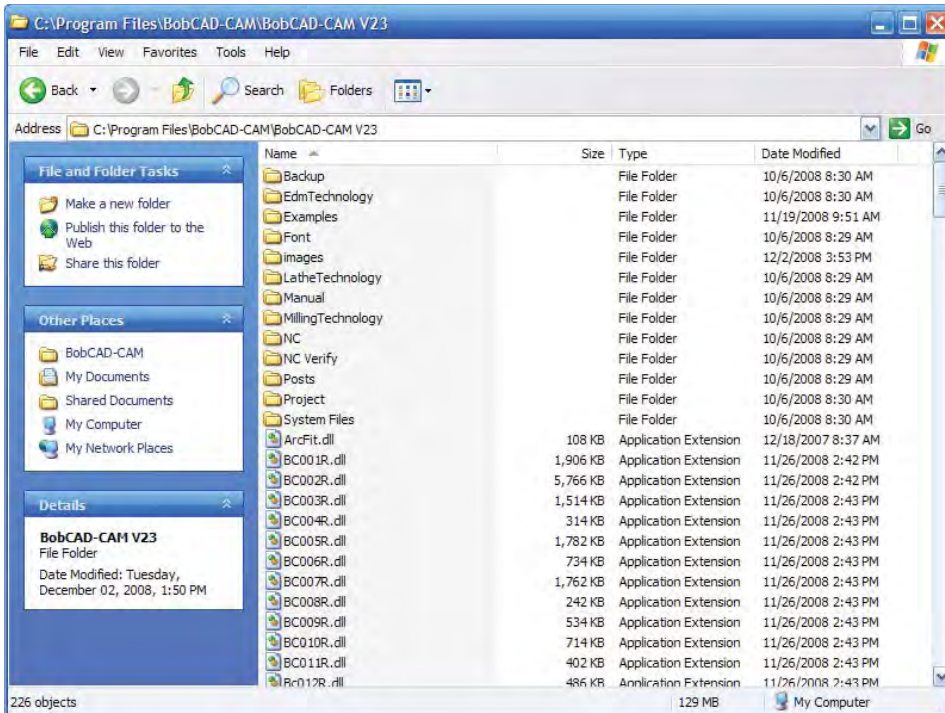 C:\Program Files\BobCAD-CAM\BobCAD-CAM V23
File Edit View Favorites Tools Help
Back Search Folders
Address C:\Program Files\BobCAD-CAM\BobCAD-CAM V23 Go
File and Folder Tasks
Make a new folder
Publish this folder to the
Web
Share this folder
Other Places
BobCAD-CAM
My Documents
Shared Documents
My Computer
My Network Places
Details
BobCAD-CAM V23
File Folder
Date Modified: Tuesday,
December 02, 2008, 1:50 PM
Name Size Type Date Modified
Backup File Folder 10/6/2008 8:30 AM
EdmTechnology File Folder 10/6/2008 8:30 AM
Examples File Folder 11/19/2008 9:51 AM
Font File Folder 10/6/2008 8:29 AM
images File Folder 12/2/2008 3:53 PM
LatheTechnology File Folder 10/6/2008 8:29 AM
Manual File Folder 10/6/2008 8:29 AM
MillingTechnology File Folder 10/6/2008 8:29 AM
NC File Folder 10/6/2008 8:29 AM
NC Verify File Folder 10/6/2008 8:29 AM
Posts File Folder 10/6/2008 8:29 AM
Project File Folder 10/6/2008 8:30 AM
System Files File Folder 10/6/2008 8:30 AM
ArcFit.dll 108 KB Application Extension 12/18/2007 8:37 AM
BC001R.dll 1,906 KB Application Extension 11/26/2008 2:42 PM
BC002R.dll 5,766 KB Application Extension 11/26/2008 2:42 PM
BC003R.dll 1,514 KB Application Extension 11/26/2008 2:43 PM
BC004R.dll 314 KB Application Extension 11/26/2008 2:43 PM
BC005R.dll 1,782 KB Application Extension 11/26/2008 2:43 PM
BC006R.dll 734 KB Application Extension 11/26/2008 2:43 PM
BC007R.dll 1,762 KB Application Extension 11/26/2008 2:43 PM
BC008R.dll 242 KB Application Extension 11/26/2008 2:43 PM
BC009R.dll 534 KB Application Extension 11/26/2008 2:43 PM
BC010R.dll 714 KB Application Extension 11/26/2008 2:43 PM
BC011R.dll 402 KB Application Extension 11/26/2008 2:43 PM
Bc012R.dll 486 KB Application Extension 11/26/2008 2:43 PM
226 objects 129 MB My Computer